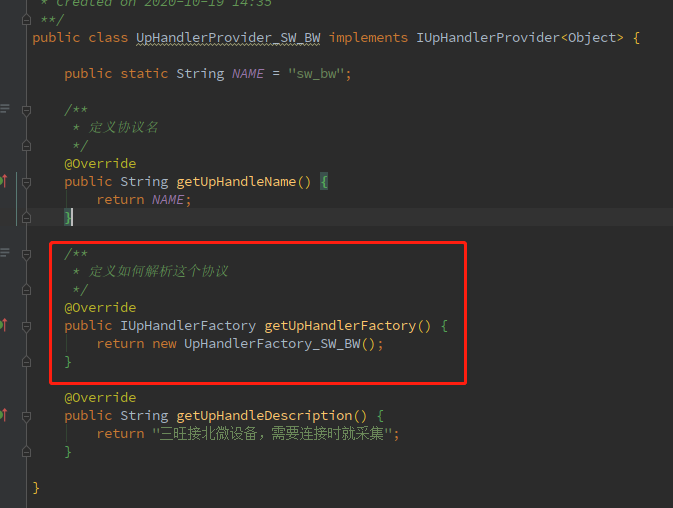 * Created on 2020-10-19 14:35
**/
public class UpHandlerProvider_SW_BW implements IUpHandlerProvider<Object> {
public static String NAME = "sw_bw";
/**
* 定义协议名
*/
@Override
public String getUpHandleName() {
return NAME;
}
/**
* 定义如何解析这个协议
*/
@Override
public IUpHandlerFactory getUpHandlerFactory() {
return new UpHandlerFactory_SW_BW();
}
@Override
public String getUpHandleDescription() {
return "三旺接北微设备，需要连接时就采集";
}
}